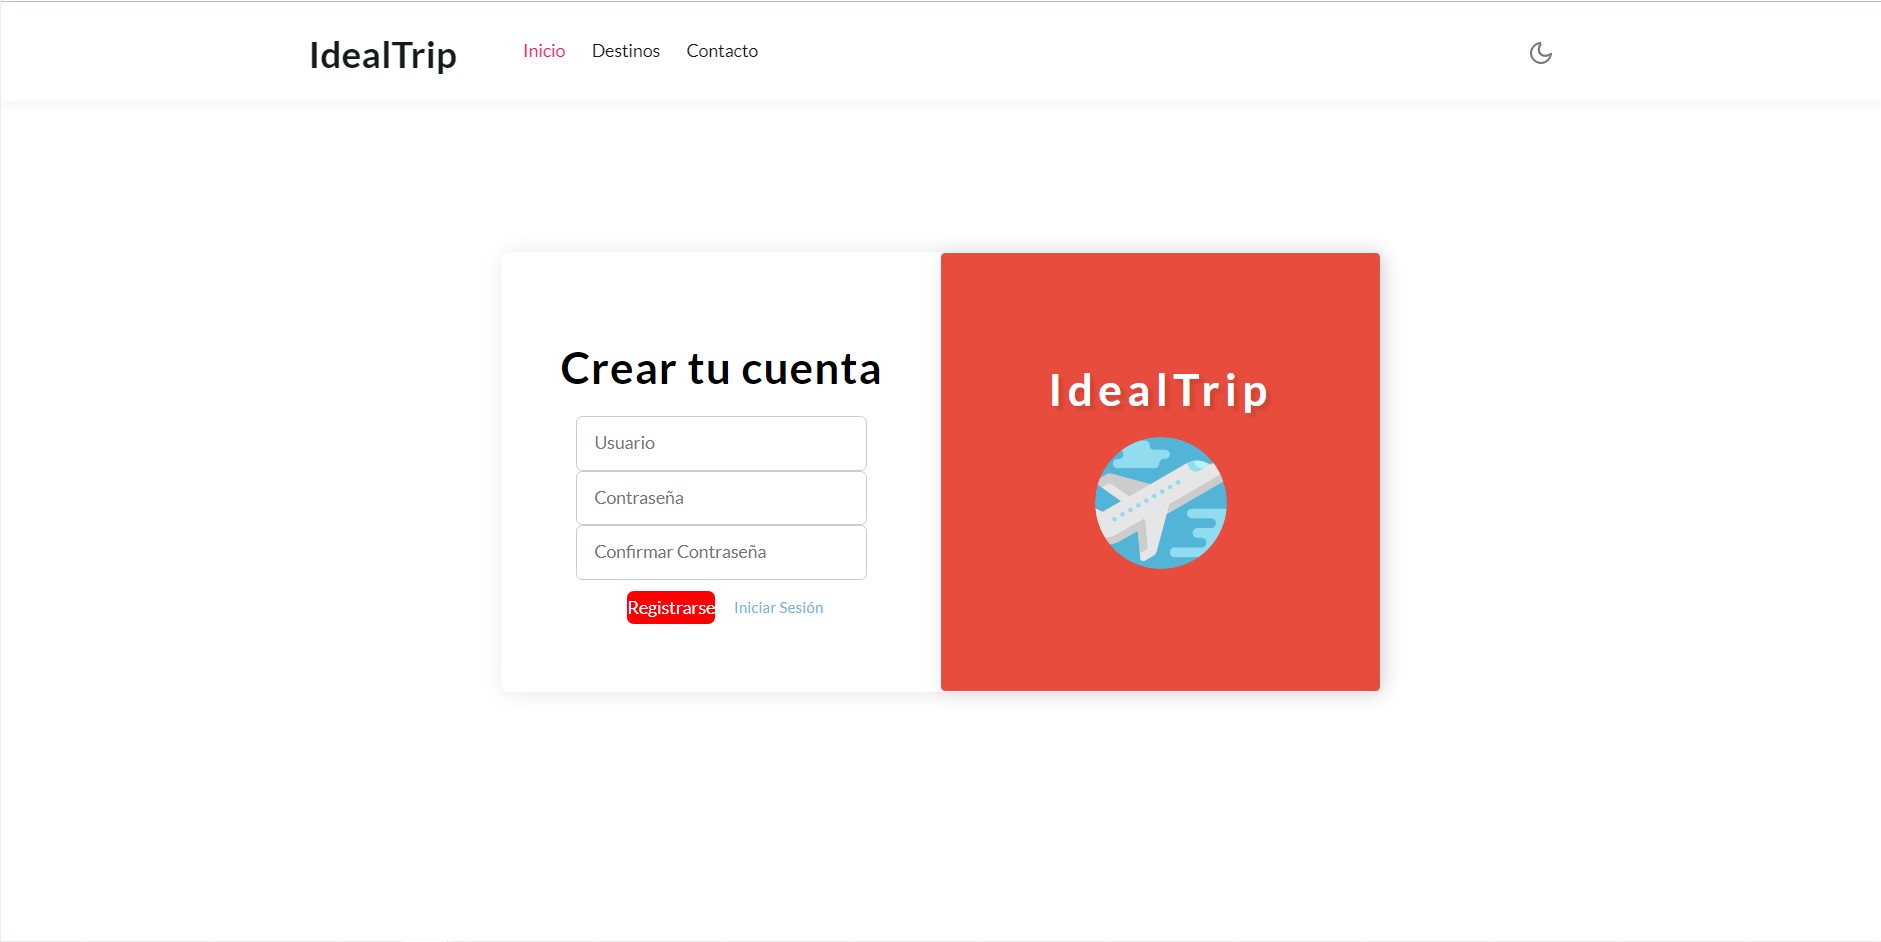 IdealTrip
Inicio Destinos Contacto
Crear tu cuenta
Usuario
Contraseña
Confirmar Contraseña
Registrarse Iniciar Sesión
IdealTrip